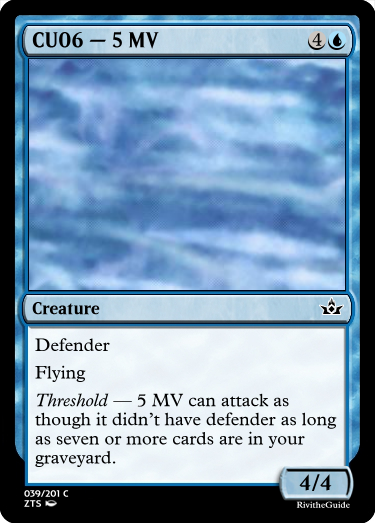 CU06 — 5 MV 4
Creature
Defender
Flying
Threshold — 5 MV can attack as
though it didn't have defender as long
as seven or more cards are in your
graveyard.
4/4
039/201 C
ZTS
RivitheGuide